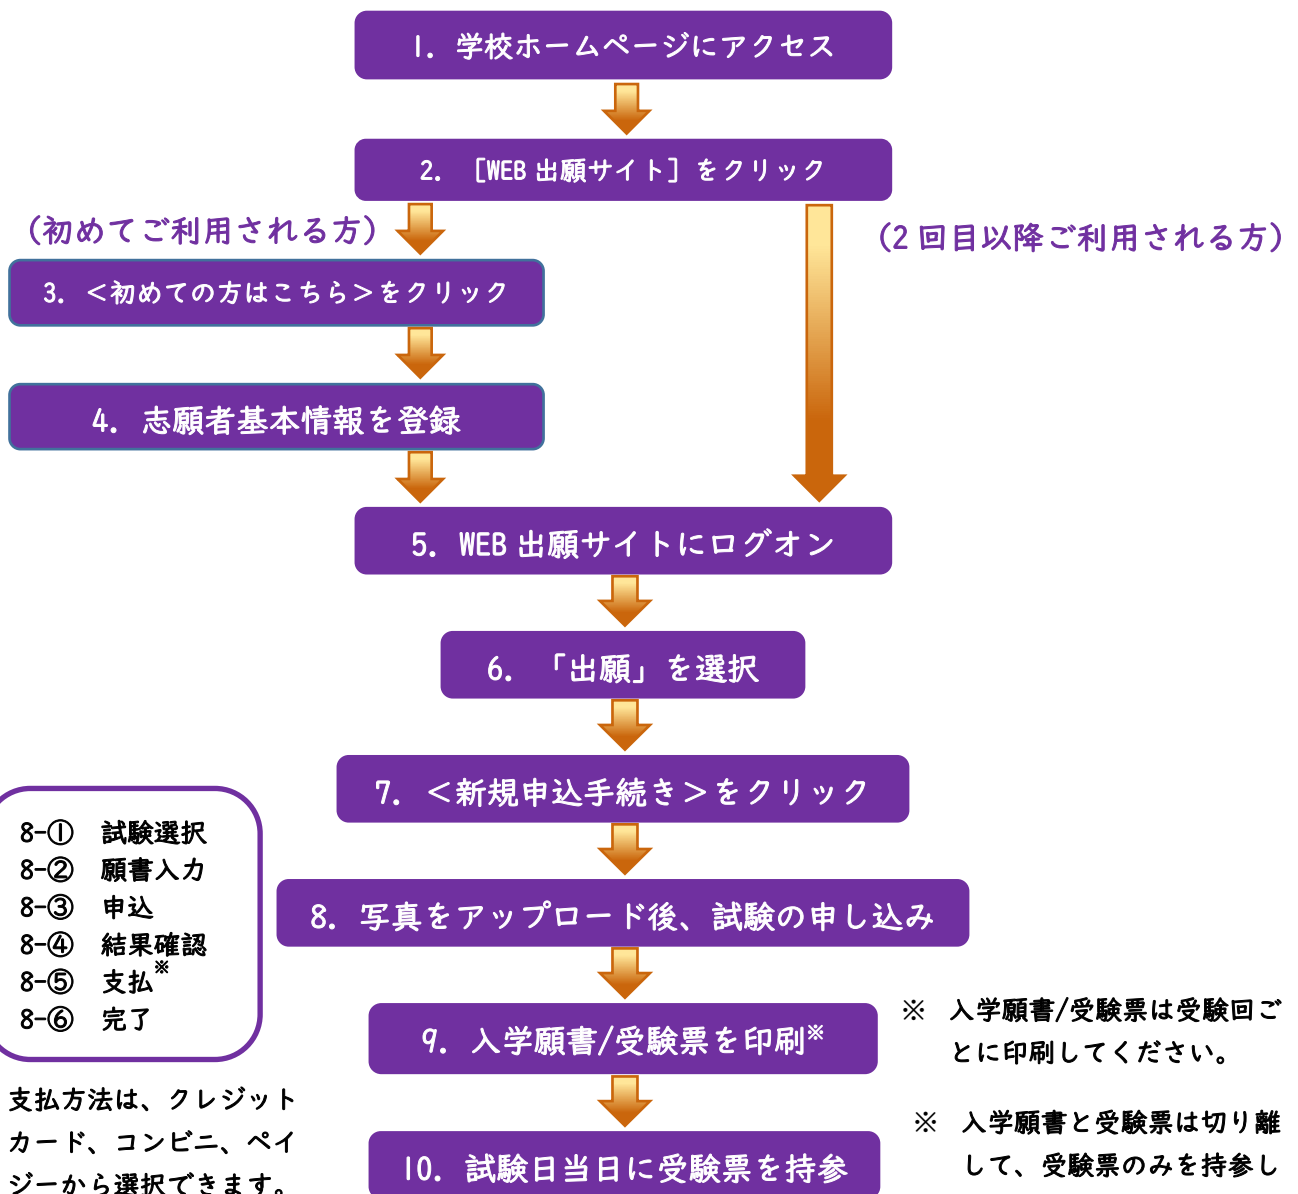 1. 学校ホームページにアクセス
2. [WEB 出願サイト] をクリック
(初めてご利用される方)
(2 回目以降ご利用される方)
3. <初めての方はこちら>をクリック
4. 志願者基本情報を登録
5. WEB 出願サイトにログオン
6. 「出願」を選択
7. <新規申込手続き>をクリック
8-① 試験選択
8-② 願書入力
8-③ 申込
8-④ 結果確認
8-⑤ 支払※
8-⑥ 完了
8. 写真をアップロード後、試験の申し込み
9. 入学願書/受験票を印刷※
※ 入学願書/受験票は受験回ご
とに印刷してください。
支払方法は、クレジット
カード、コンビニ、ペイ
ジーから選択できます。
10. 試験日当日に受験票を持参
※ 入学願書と受験票は切り離
して、受験票のみを持参し